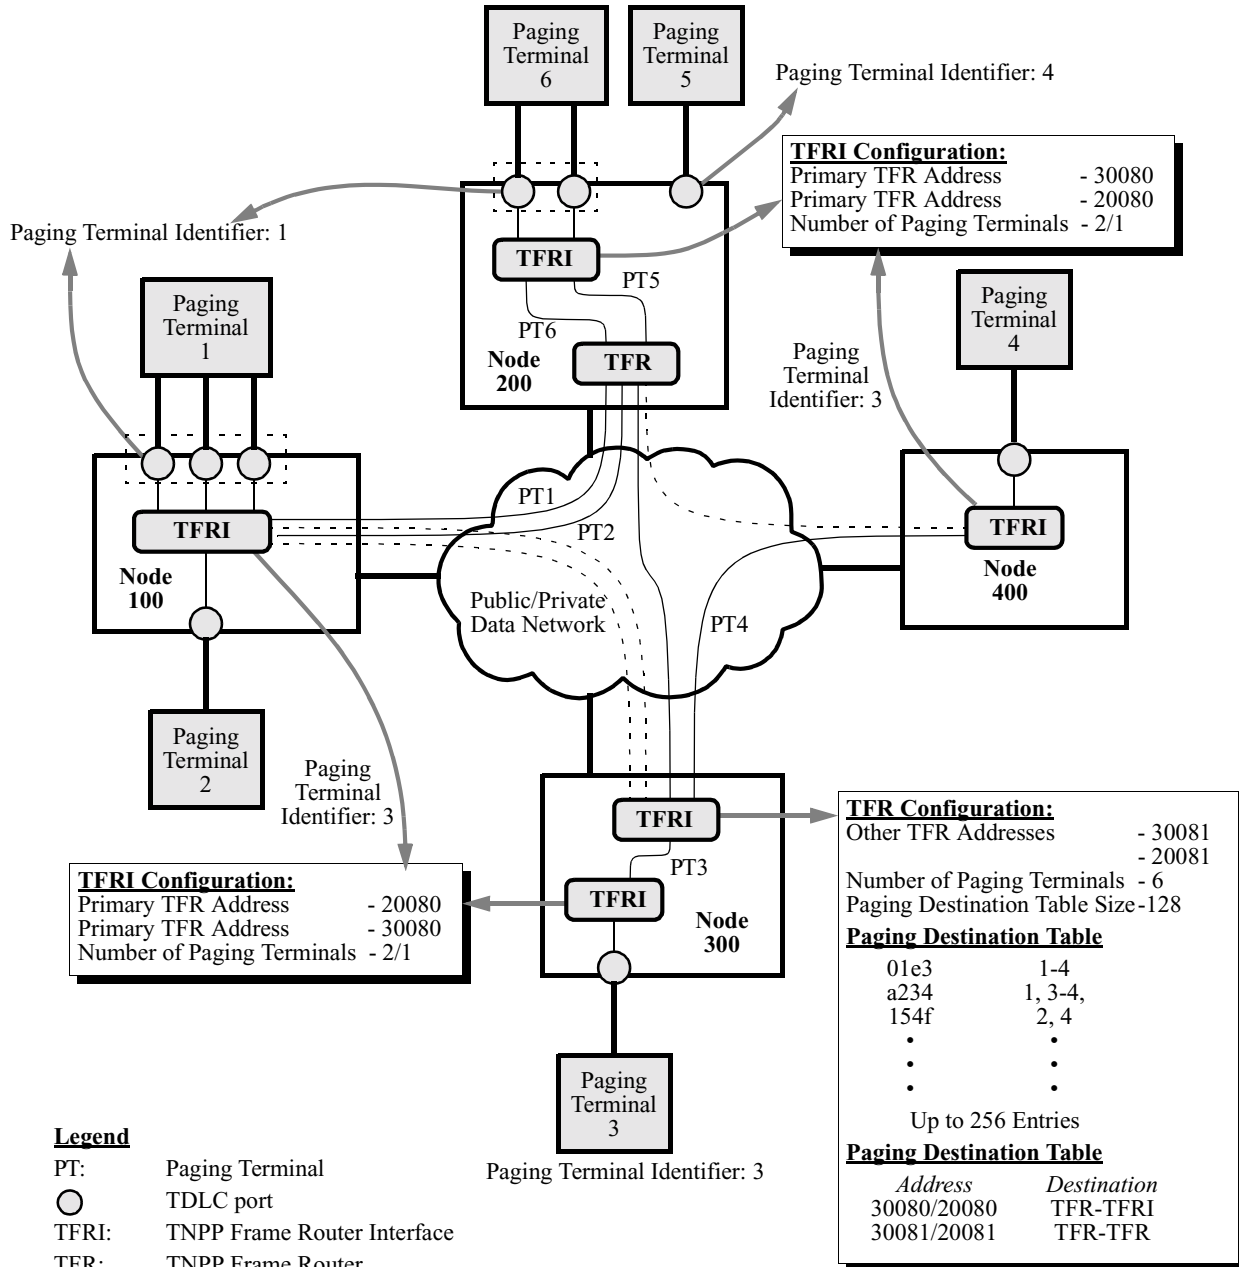 Paging
Terminal
6
Paging
Terminal
5
Paging Terminal Identifier: 4
TFRI Configuration:
Primary TFR Address - 30080
Primary TFR Address - 20080
Number of Paging Terminals - 2/1
Paging Terminal Identifier: 1
TFRI
PT5
PT6
Node
200
TFR
Paging
Terminal
1
Paging
Terminal
4
Paging
Terminal
Identifier: 3
PT1
PT2
TFRI
Node
100
TFRI
Node
400
Public/Private
Data Network
PT4
Paging
Terminal
2
Paging
Terminal
Identifier: 3
TFRI
PT3
TFRI
Node
300
TFRI Configuration:
Primary TFR Address - 20080
Primary TFR Address - 30080
Number of Paging Terminals - 2/1
TFR Configuration:
Other TFR Addresses - 30081
- 20081
Number of Paging Terminals - 6
Paging Destination Table Size -128
Paging Destination Table
01e3 1-4
a234 1, 3-4,
154f 2, 4
• •
• •
• •
Up to 256 Entries
Paging Destination Table
Address Destination
30080/20080 TFR-TFRI
30081/20081 TFR-TFR
Paging
Terminal
3
Paging Terminal Identifier: 3
Legend
PT: Paging Terminal
TDLC port
TFRI: TNPP Frame Router Interface
TFR: TNPP Frame Router